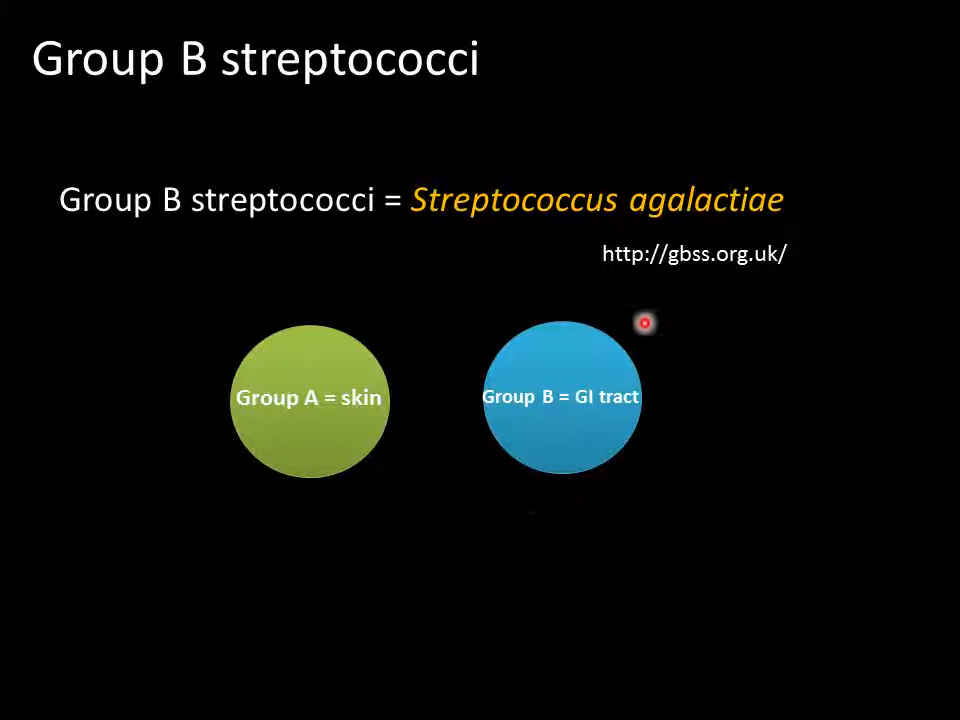 Group B streptococci
Group B streptococci = Streptococcus agalactiae
http://gbss.org.uk/
Group A = skin
Group B = GI tract